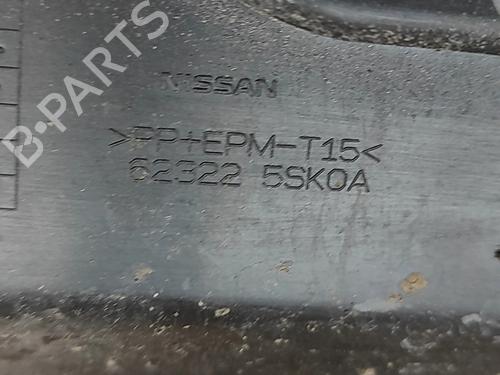 B-PARTS
NISSAN
>PP+EPM-T15<
62322 5SK0A